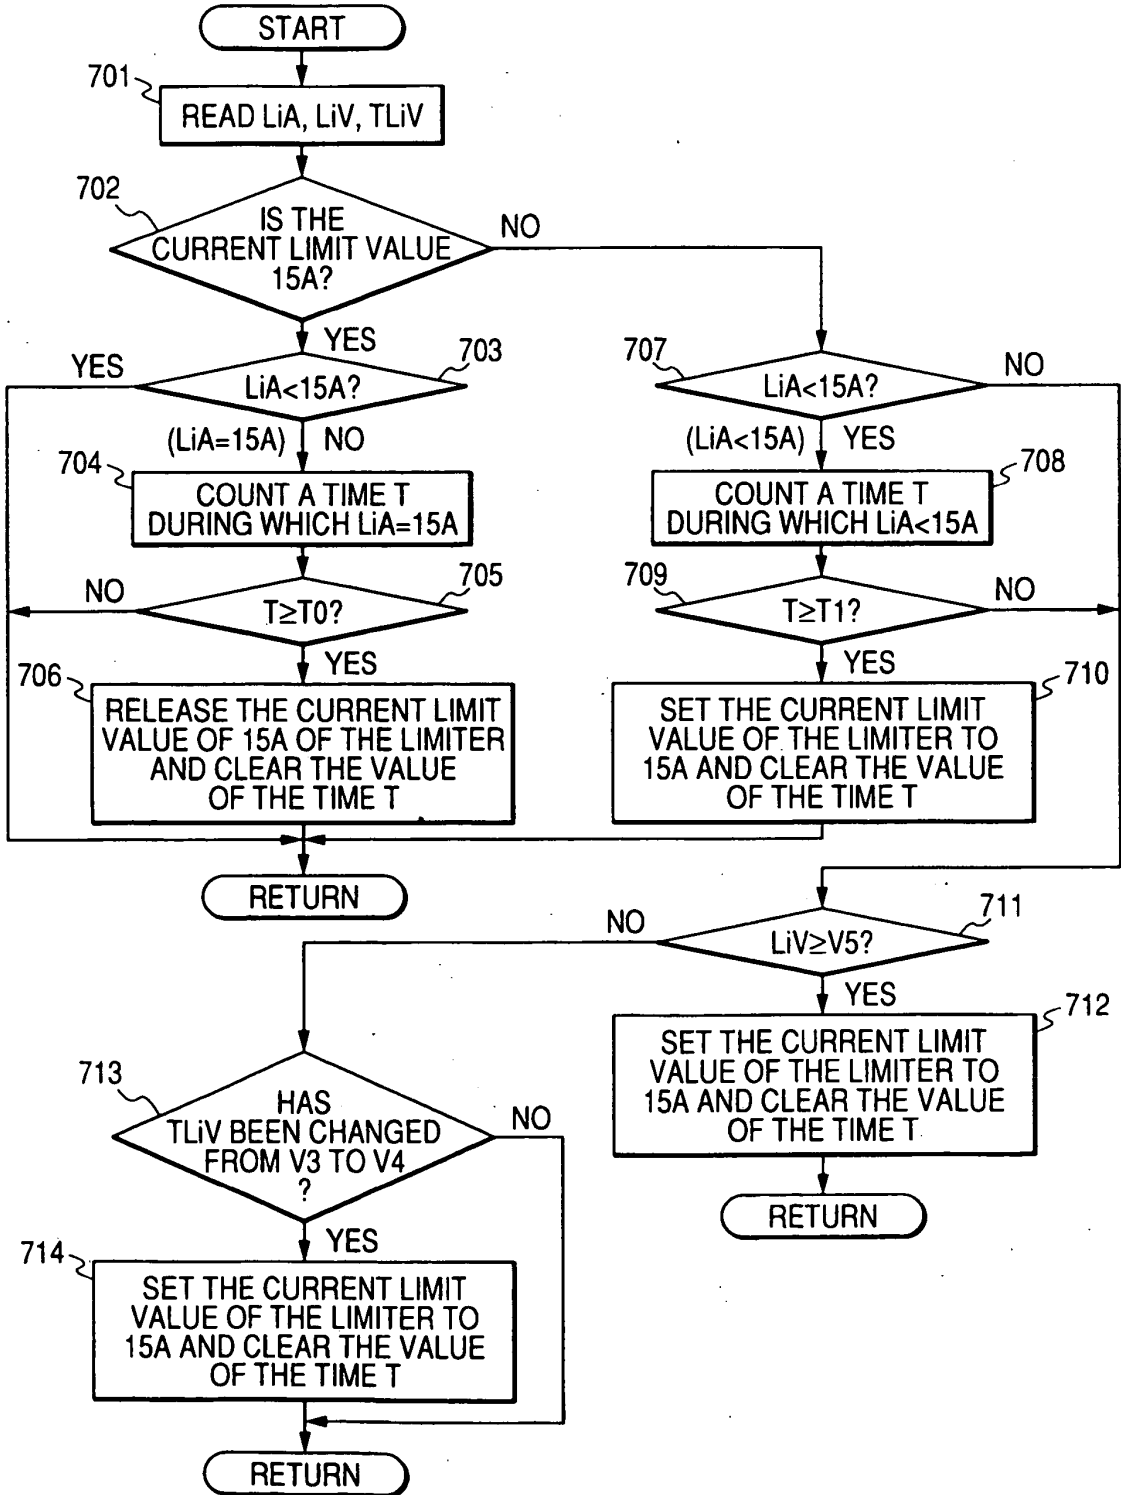 START
701
READ LiA, LiV, TLiV
702
IS THE
CURRENT LIMIT VALUE
15A?
NO
YES
703
LiA<15A?
YES
(LiA=15A) NO
704
COUNT A TIME T
DURING WHICH LiA=15A
705
T≥T0?
NO
YES
706
RELEASE THE CURRENT LIMIT
VALUE OF 15A OF THE LIMITER
AND CLEAR THE VALUE
OF THE TIME T
RETURN
707
LiA<15A?
NO
(LiA<15A) YES
708
COUNT A TIME T
DURING WHICH LiA<15A
709
T≥T1?
NO
YES
710
SET THE CURRENT LIMIT
VALUE OF THE LIMITER TO
15A AND CLEAR THE VALUE
OF THE TIME T
711
LiV≥V5?
NO
YES
712
SET THE CURRENT LIMIT
VALUE OF THE LIMITER TO
15A AND CLEAR THE VALUE
OF THE TIME T
RETURN
713
HAS
TLiV BEEN CHANGED
FROM V3 TO V4
?
NO
YES
714
SET THE CURRENT LIMIT
VALUE OF THE LIMITER TO
15A AND CLEAR THE VALUE
OF THE TIME T
RETURN